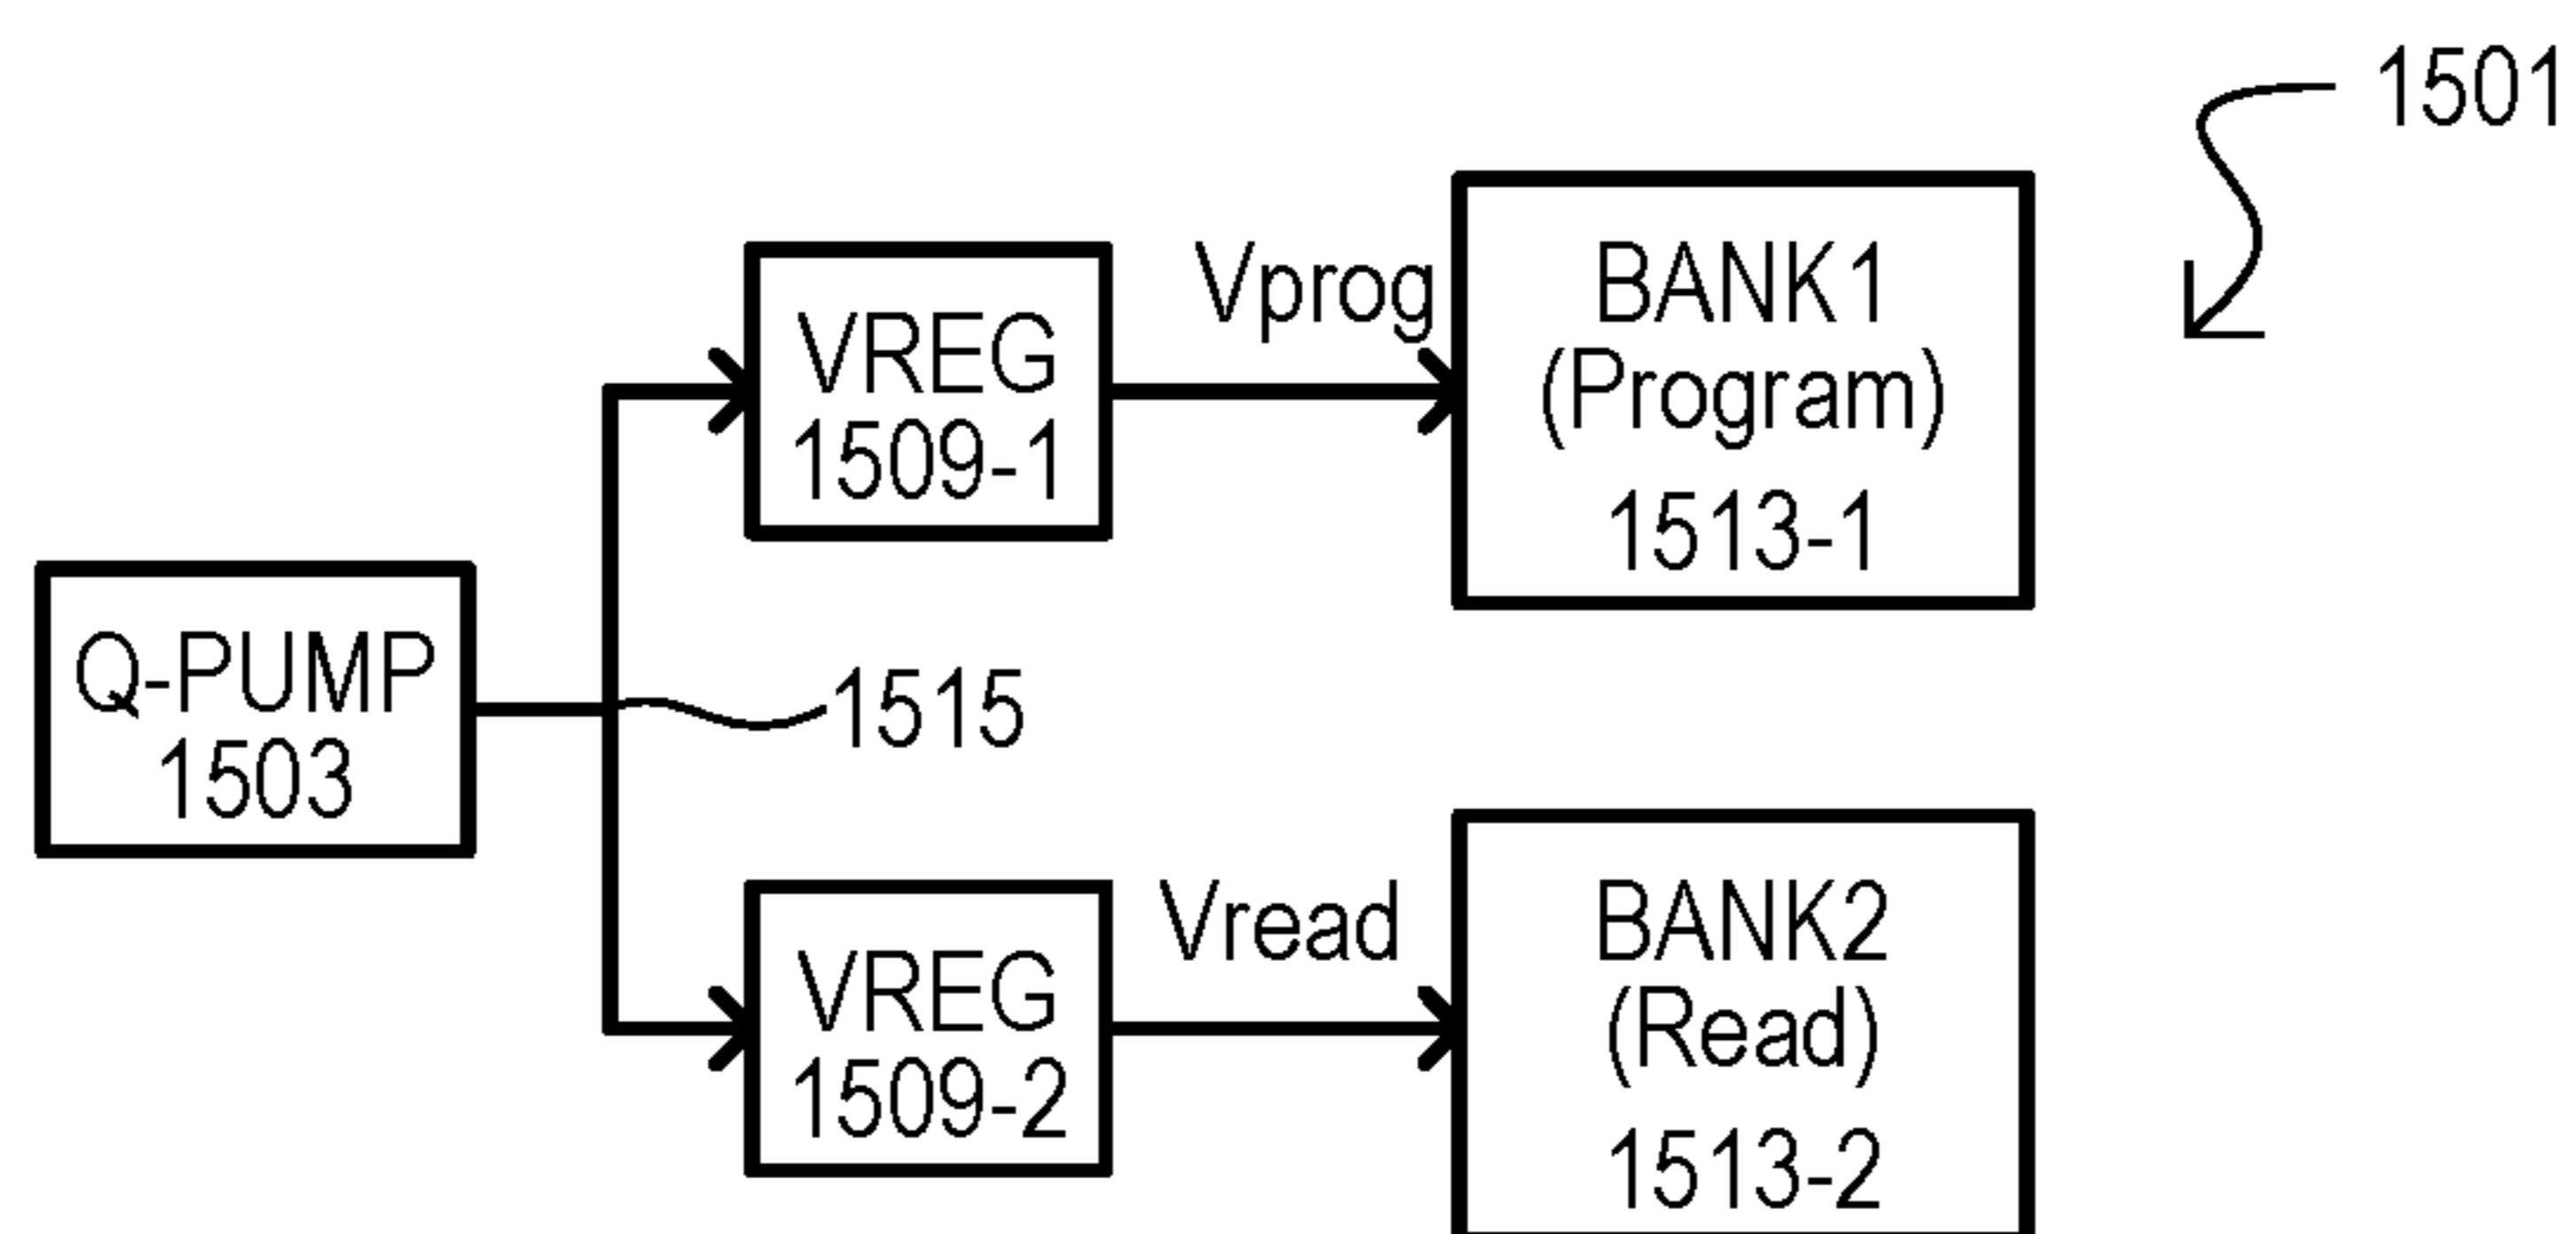 1501
VREG
1509-1
Vprog
BANK1
(Program)
1513-1
Q-PUMP
1503
1515
VREG
1509-2
Vread
BANK2
(Read)
1513-2